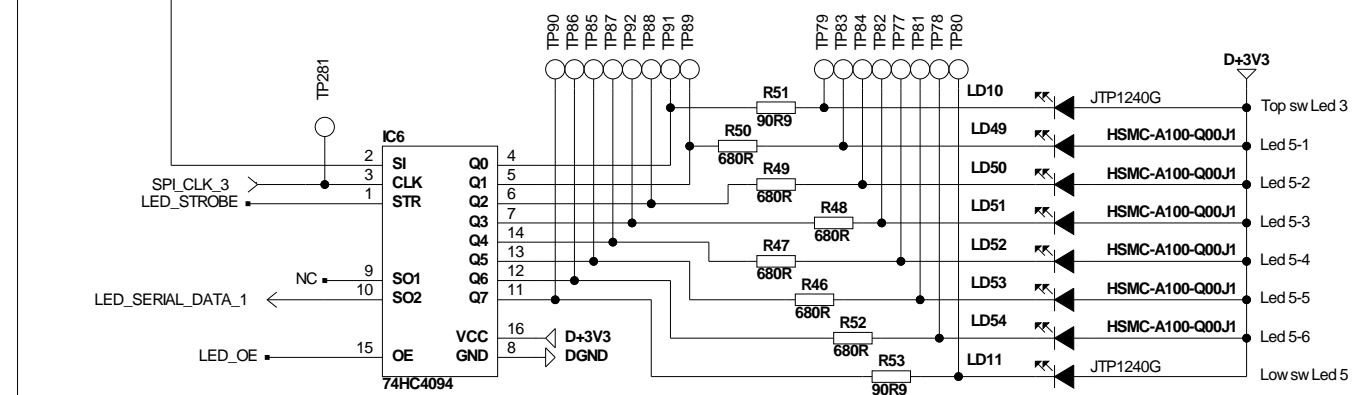 TP90 TP86 TP85 TP87 TP92 TP88 TP91 TP89 TP79 TP83 TP84 TP82 TP77 TP81 TP78 TP80
D+3V3
TP281
R51 LD10 JTP1240G Top sw Led 3
90R9
IC6 R50 LD49 HSMC-A100-Q00J1 Led 5-1
680R
2 SI Q0 4
R49 LD50 HSMC-A100-Q00J1 Led 5-2
SPI_CLK_3 3 CLK Q1 5
680R
LED_STROBE 1 STR Q2 6
R48 LD51 HSMC-A100-Q00J1 Led 5-3
Q3 7
680R
Q4 14
R47 LD52 HSMC-A100-Q00J1 Led 5-4
Q5 13
680R
NC 9 SO1 Q6 12
R46 LD53 HSMC-A100-Q00J1 Led 5-5
LED_SERIAL_DATA_1 10 SO2 Q7 11
680R
R52 LD54 HSMC-A100-Q00J1 Led 5-6
VCC 16 D+3V3
680R
LED_OE 15 OE GND 8 DGND
R53 LD11 JTP1240G Low sw Led 5
74HC4094 90R9